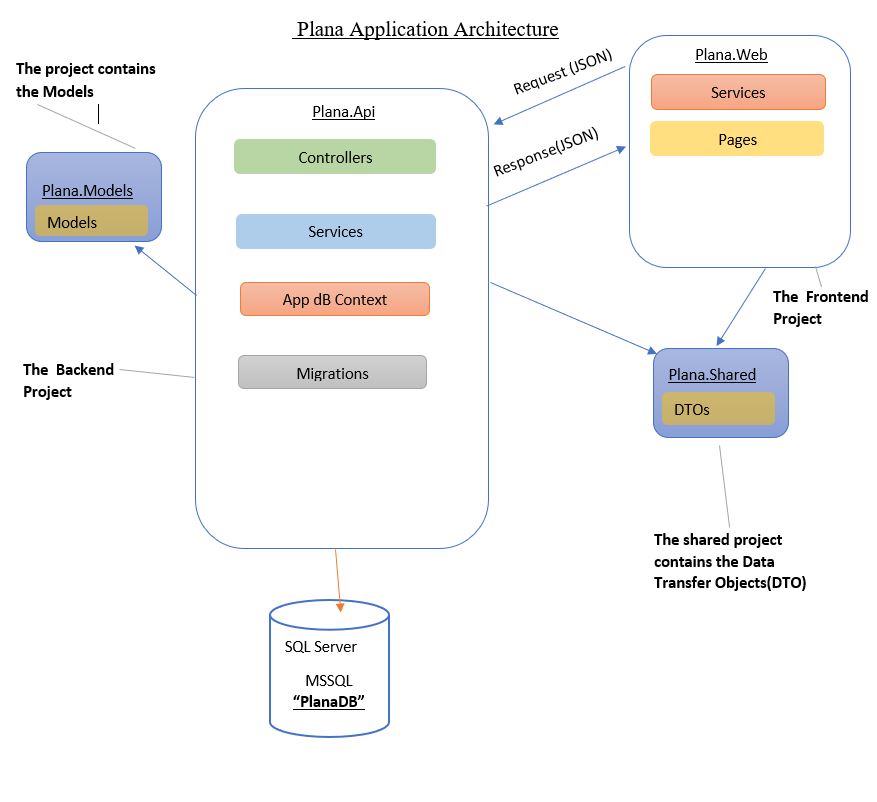 Plana Application Architecture
The project contains
the Models
Plana.Models
Models
Plana.Api
Controllers
Services
App dB Context
Migrations
The Backend
Project
Request (JSON)
Response(JSON)
Plana.Web
Services
Pages
The Frontend
Project
Plana.Shared
DTOs
The shared project
contains the Data
Transfer Objects(DTO)
SQL Server
MSSQL
“PlanaDB”